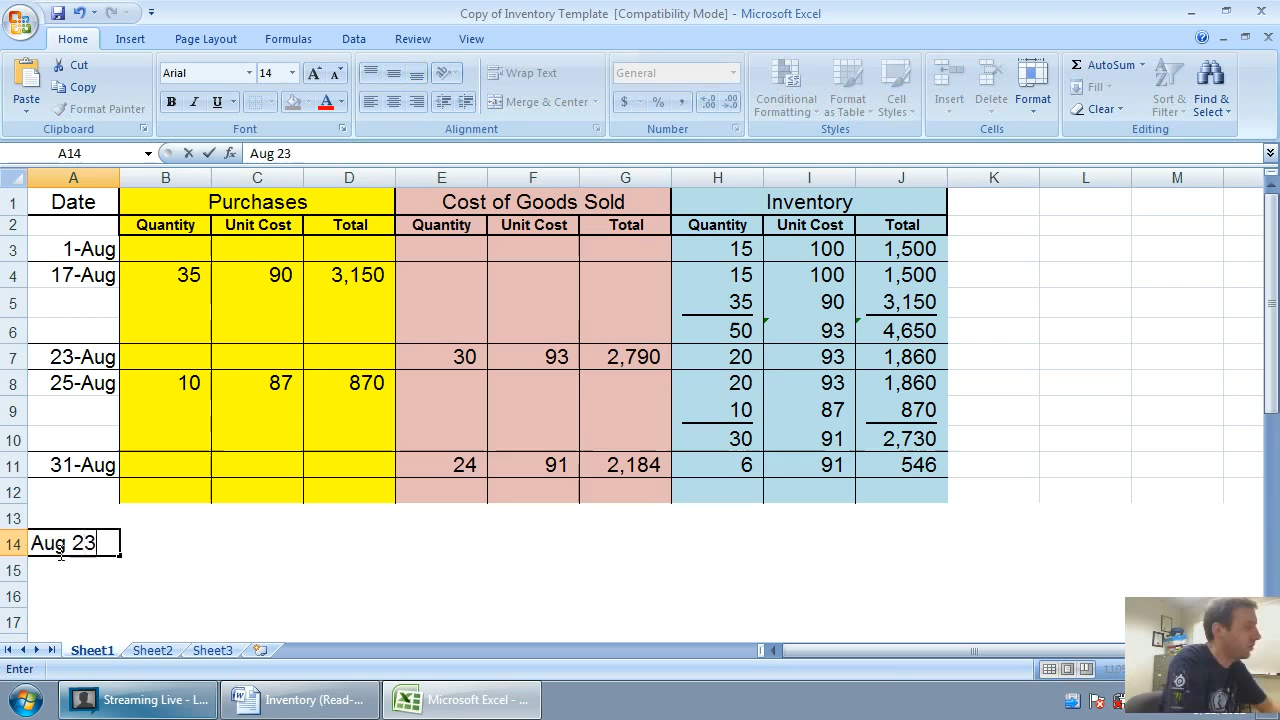 Copy of Inventory Template [Compatibility Mode] - Microsoft Excel
Home Insert Page Layout Formulas Data Review View
Paste Cut Copy Format Painter
Arial 14 A A
B I U A
Wrap Text
Merge & Center
General
$ % ,
Conditional Formatting Format as Table Cell Styles
Insert Delete Format
AutoSum Fill Clear
Sort & Filter Find & Select
Clipboard Font Alignment Number Styles Cells Editing
A14 fx Aug 23
A B C D E F G H I J K L M
1 Date Purchases Cost of Goods Sold Inventory
2 Quantity Unit Cost Total Quantity Unit Cost Total Quantity Unit Cost Total
3 1-Aug 15 100 1,500
4 17-Aug 35 90 3,150 15 100 1,500
5 35 90 3,150
6 50 93 4,650
7 23-Aug 30 93 2,790 20 93 1,860
8 25-Aug 10 87 870 20 93 1,860
9 10 87 870
10 30 91 2,730
11 31-Aug 24 91 2,184 6 91 546
12
13
14 Aug 23
15
16
17
Sheet1 Sheet2 Sheet3
Enter
Streaming Live - L... Inventory (Read-... Microsoft Excel - ...